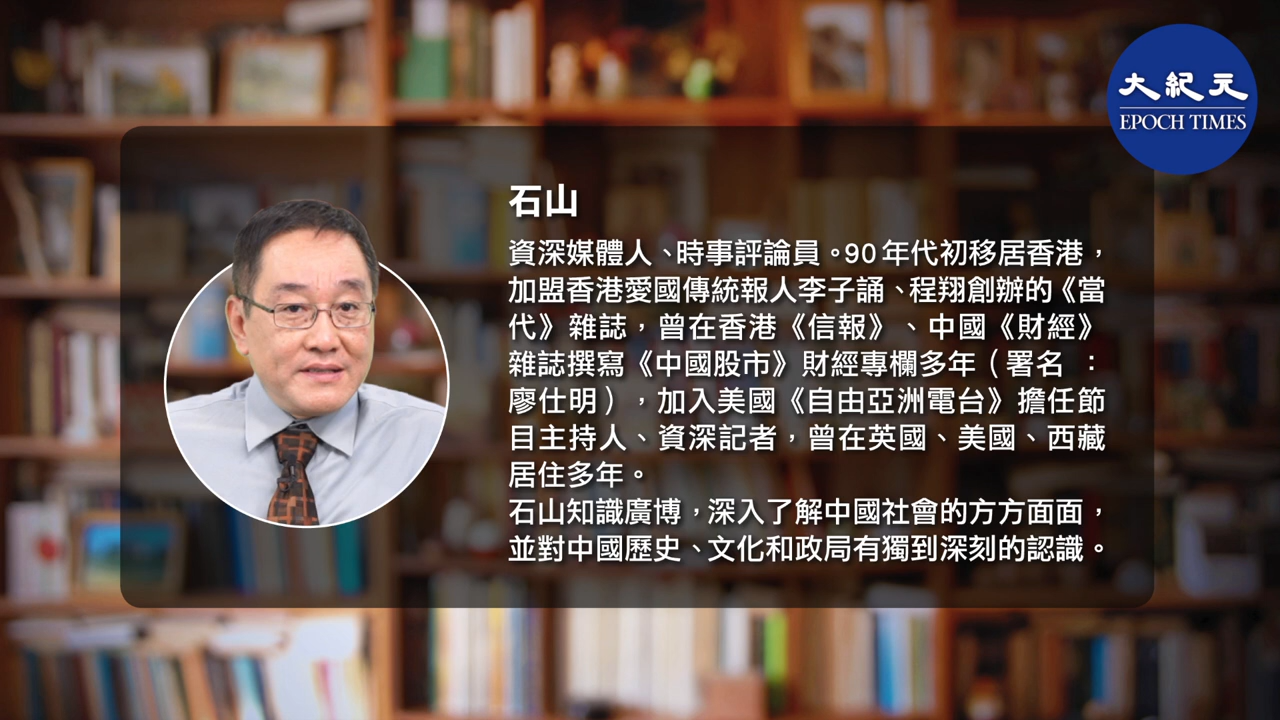 大紀元
EPOCH TIMES
石山
資深媒體人、時事評論員。90年代初移居香港，
加盟香港愛國傳統報人李子誦、程翔創辦的《當
代》雜誌，曾在香港《信報》、中國《財經》
雜誌撰寫《中國股市》財經專欄多年（署名：
廖仕明），加入美國《自由亞洲電台》擔任節
目主持人、資深記者，曾在英國、美國、西藏
居住多年。
石山知識廣博，深入了解中國社會的方方面面，
並對中國歷史、文化和政局有獨到深刻的認識。